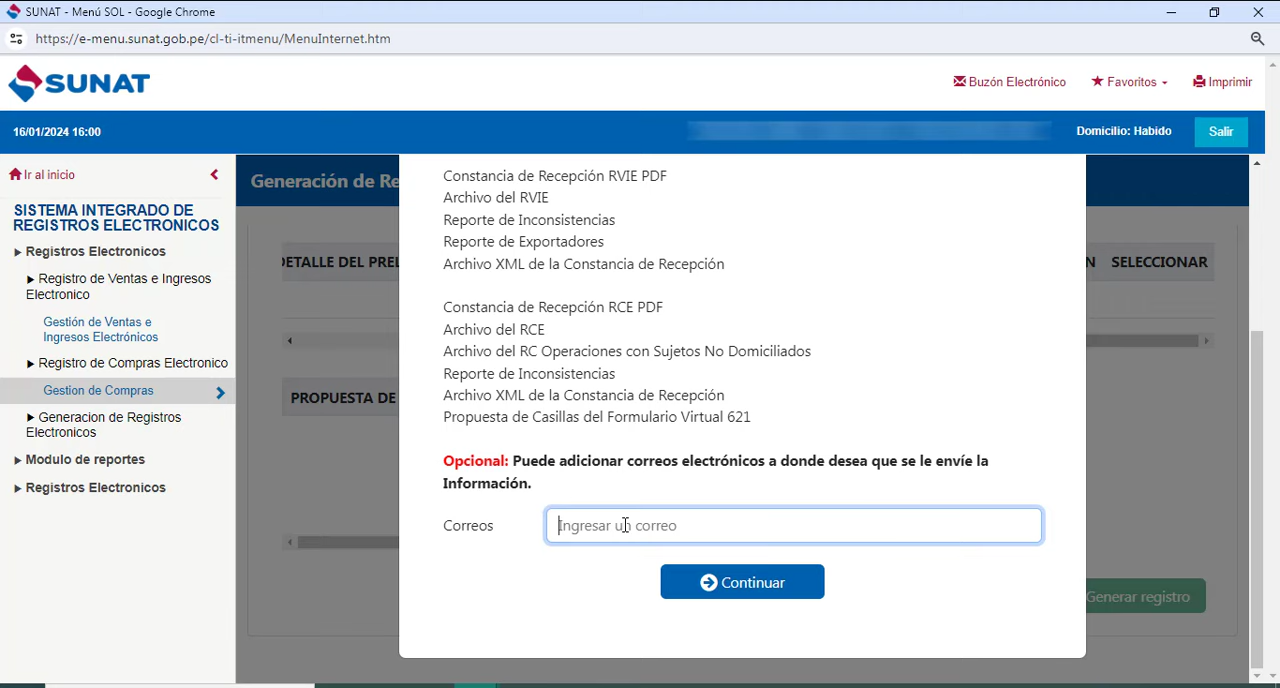 SUNAT - Menú SOL - Google Chrome
https://e-menu.sunat.gob.pe/cl-ti-itmenu/MenuInternet.htm
SUNAT
Buzón Electrónico
Favoritos
Imprimir
16/01/2024 16:00
Domicilio: Habido
Salir
Ir al inicio
SISTEMA INTEGRADO DE
REGISTROS ELECTRONICOS
Registros Electronicos
Registro de Ventas e Ingresos
Electronico
Gestión de Ventas e
Ingresos Electrónicos
Registro de Compras Electronico
Gestion de Compras
Generacion de Registros
Electronicos
Modulo de reportes
Registros Electronicos
Generación de Re
DETALLE DEL PREL
N
SELECCIONAR
PROPUESTA DE
Constancia de Recepción RVIE PDF
Archivo del RVIE
Reporte de Inconsistencias
Reporte de Exportadores
Archivo XML de la Constancia de Recepción
Constancia de Recepción RCE PDF
Archivo del RCE
Archivo del RC Operaciones con Sujetos No Domiciliados
Reporte de Inconsistencias
Archivo XML de la Constancia de Recepción
Propuesta de Casillas del Formulario Virtual 621
Opcional: Puede adicionar correos electrónicos a donde desea que se le envíe la
Información.
Correos
Ingresar un correo
Continuar
Generar registro